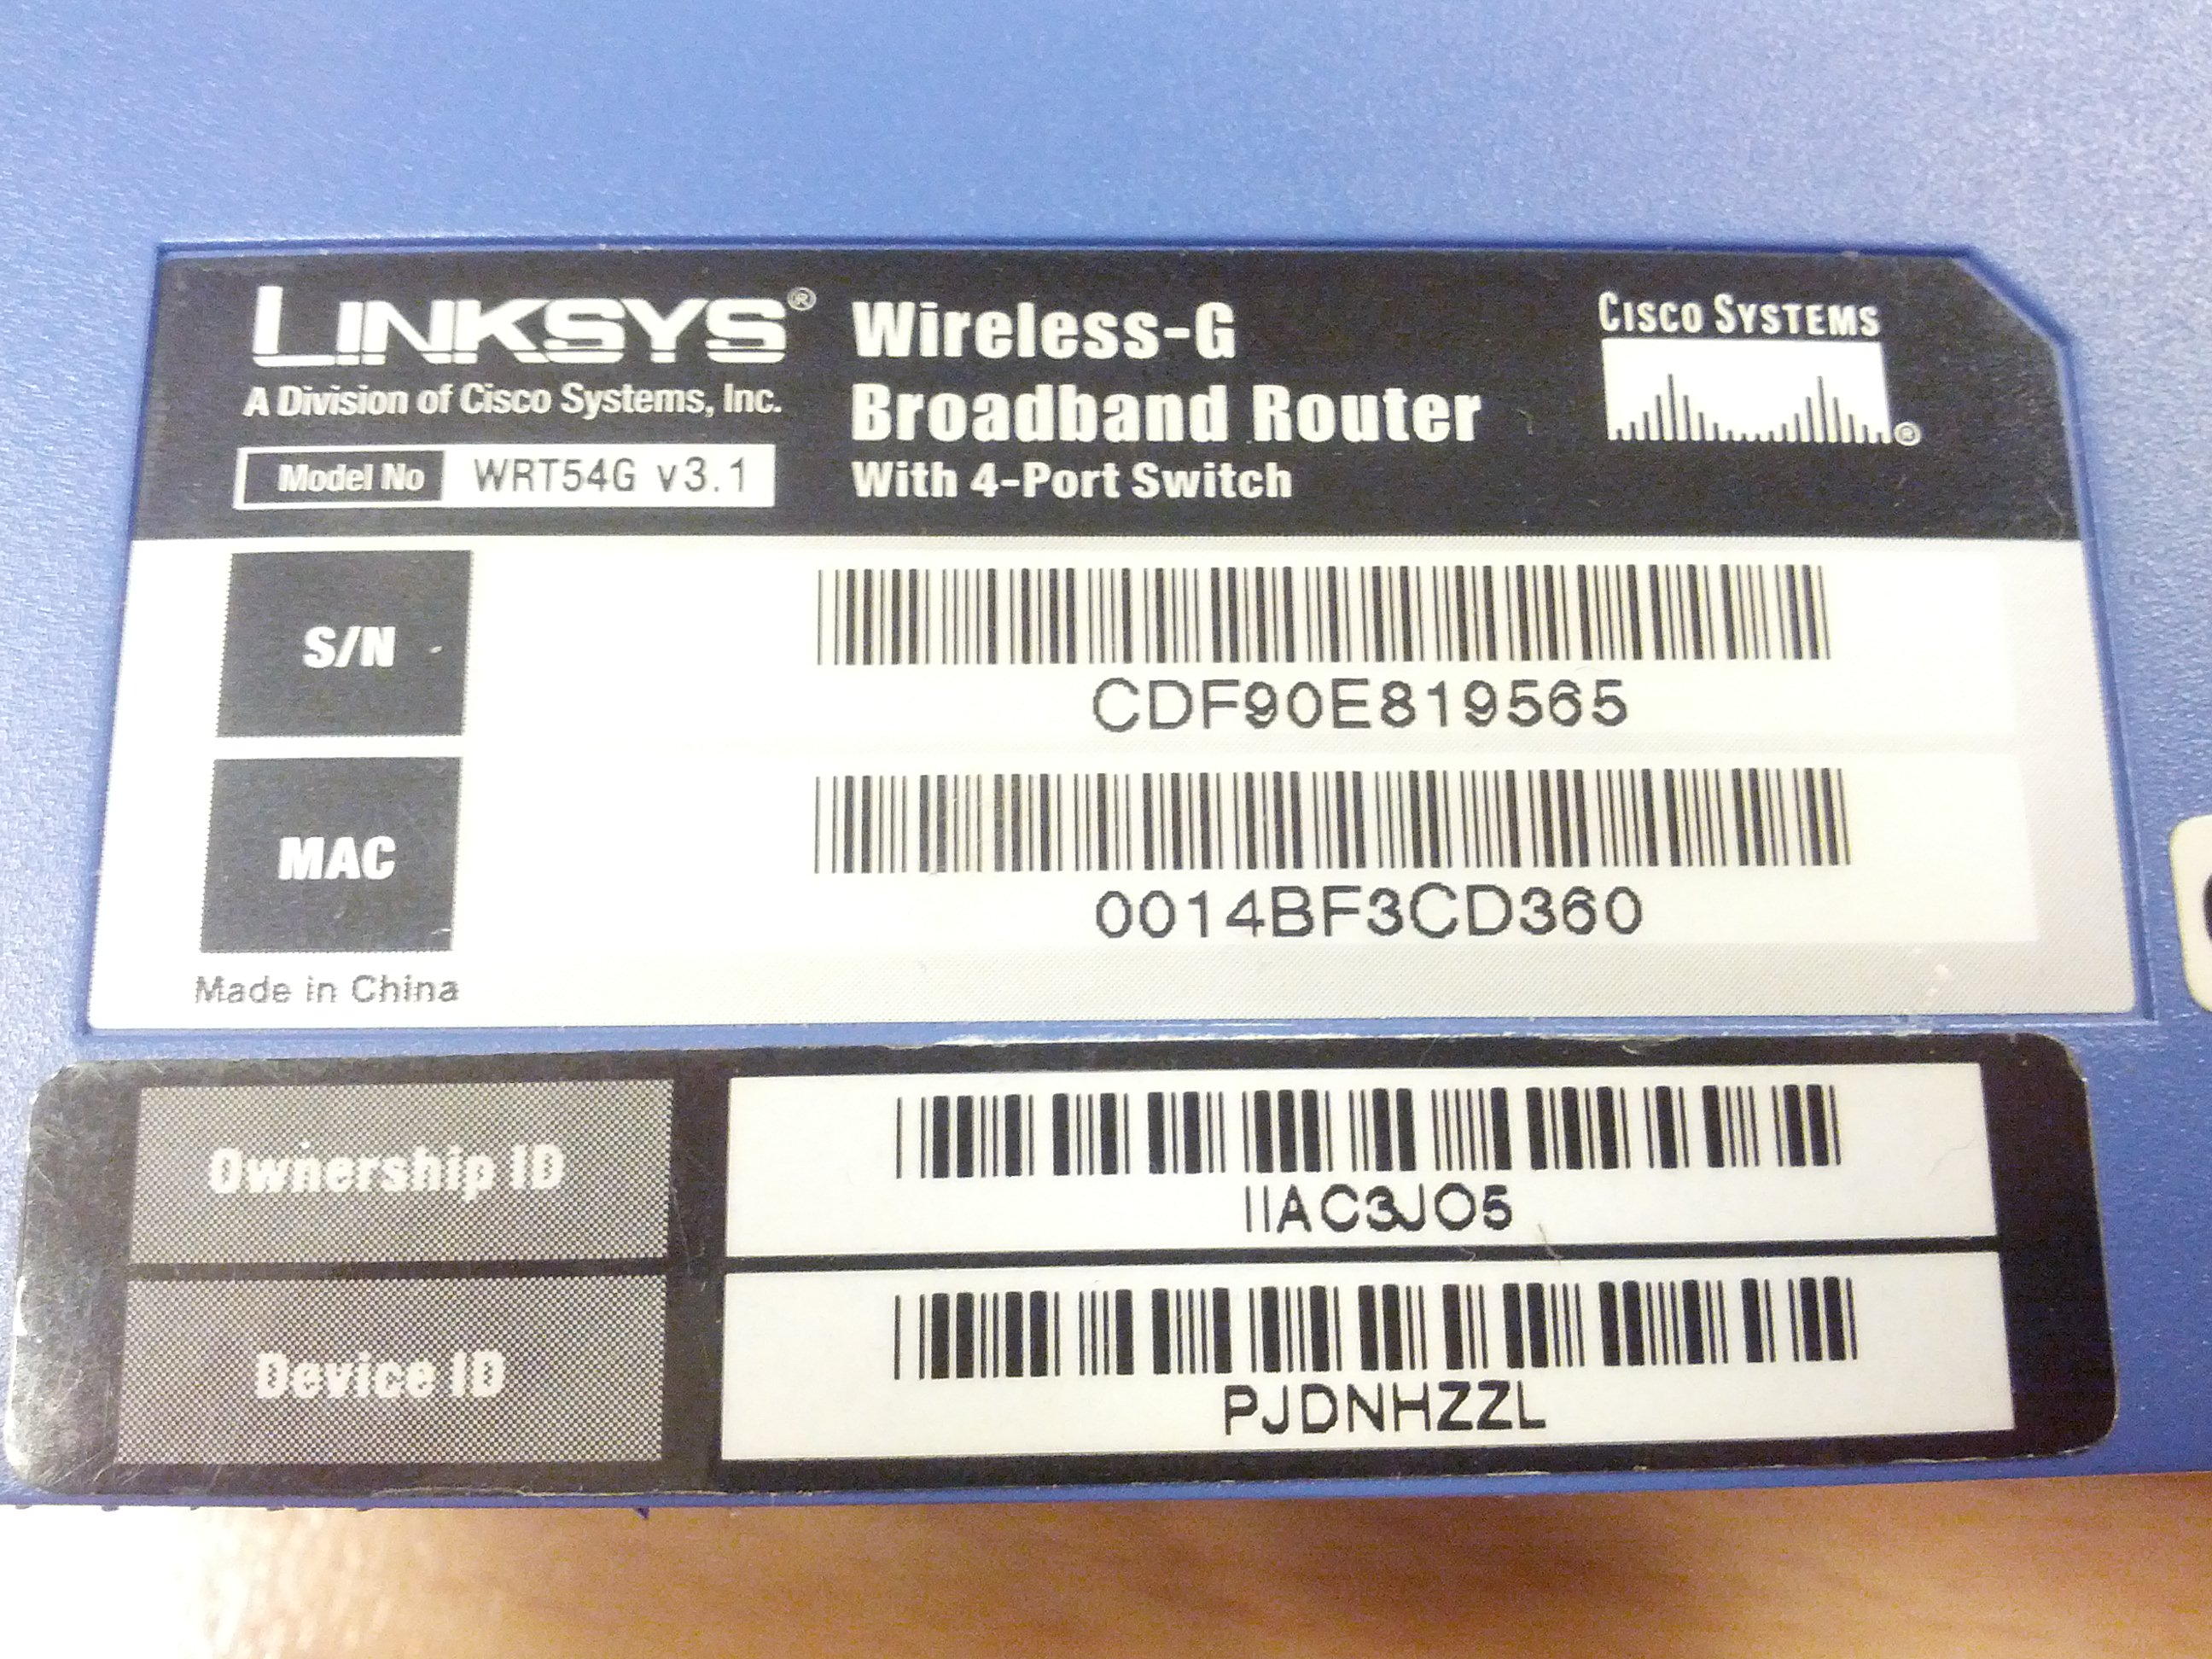 LINKSYS®
A Division of Cisco Systems, Inc.
Model No WRT54G v3.1
Wireless-G
Broadband Router
With 4-Port Switch
CISCO SYSTEMS
®
S/N
CDF90E819565
MAC
0014BF3CD360
Made in China
Ownership ID
IIAC3JO5
Device ID
PJDNHZZL